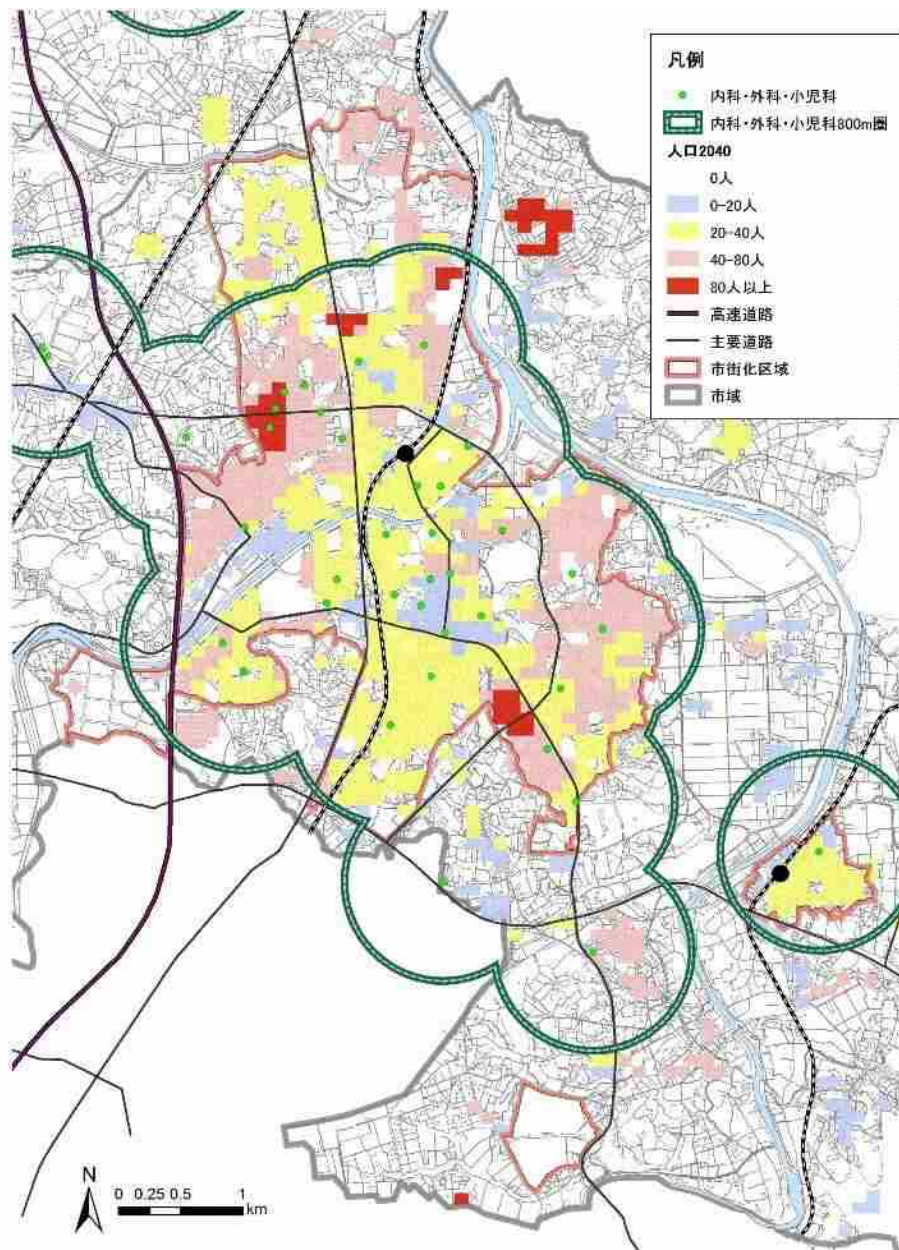 凡例
内科・外科・小児科
内科・外科・小児科800m圏
人口2040
0人
0-20人
20-40人
40-80人
80人以上
高速道路
主要道路
市街化区域
市域
N
0 0.25 0.5 1
km